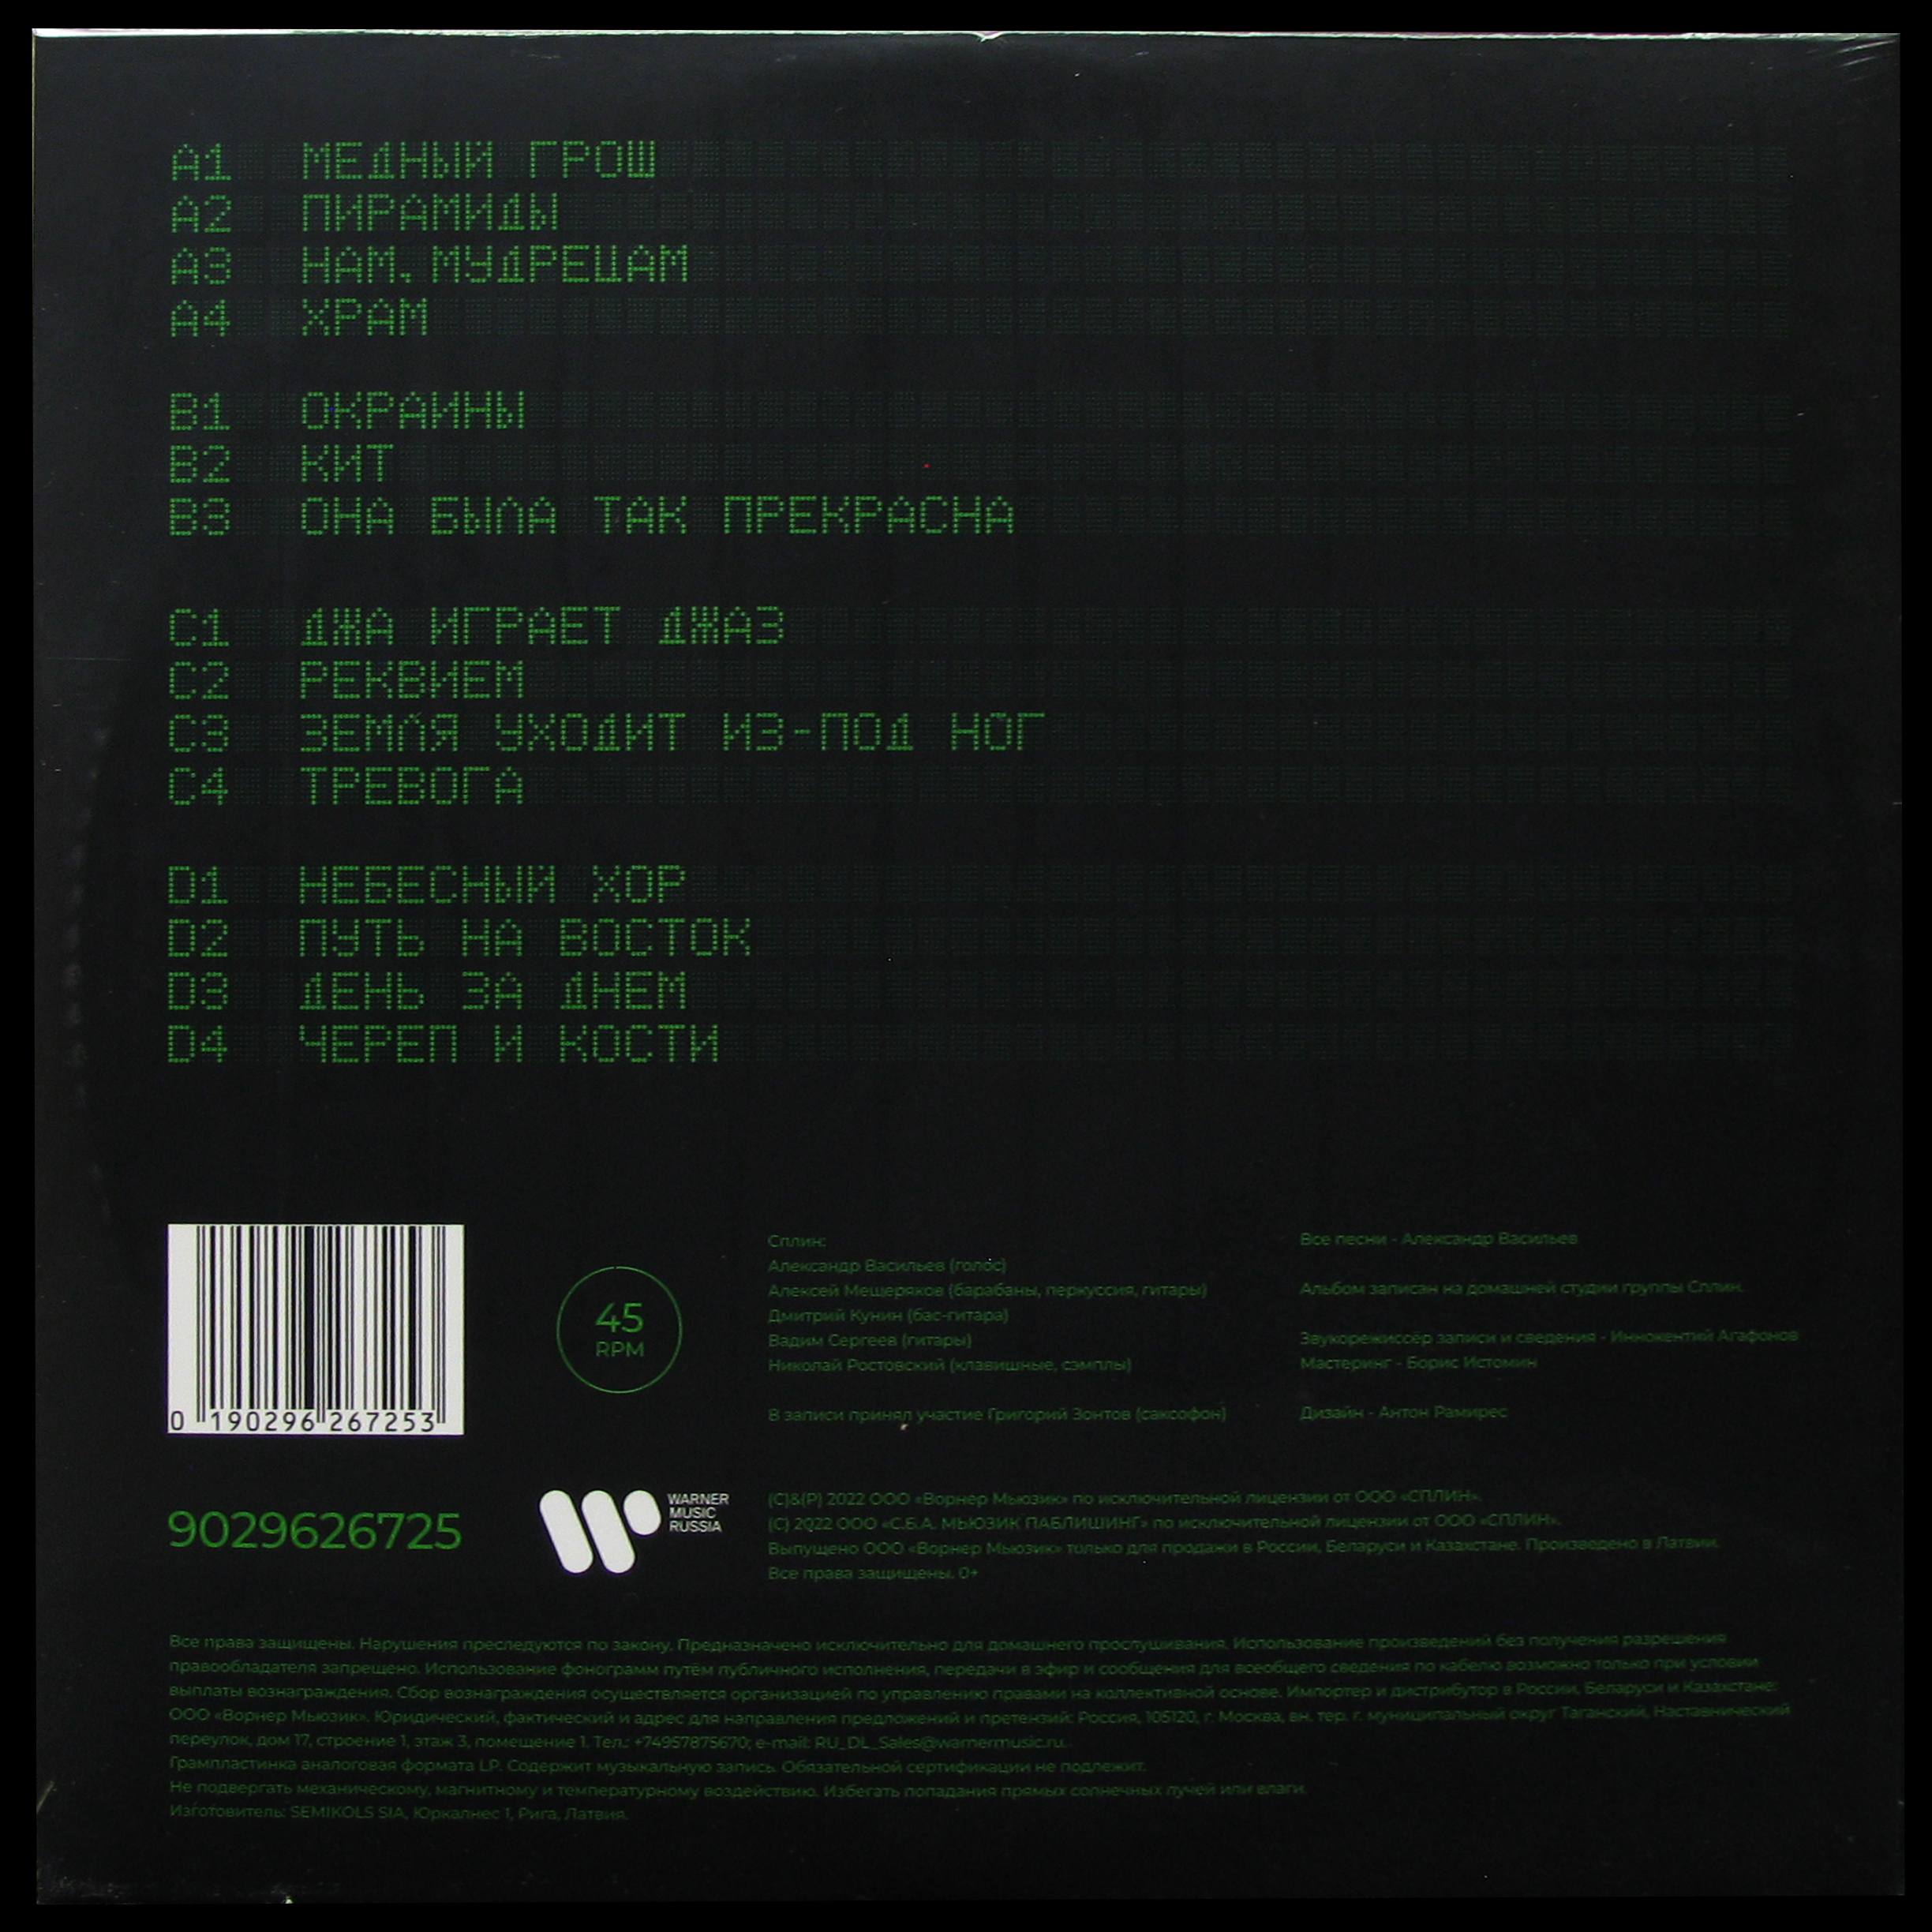 A1 МЕДНЫЙ ГРОШ
A2 ПИРАМИДЫ
A3 НАМ, МУДРЕЦАМ
A4 ХРАМ
B1 ОКРАИНЫ
B2 КИТ
B3 ОНА БЫЛА ТАК ПРЕКРАСНА
C1 ДЖА ИГРАЕТ ДЖАЗ
C2 РЕКВИЕМ
C3 ЗЕМЛЯ УХОДИТ ИЗ-ПОД НОГ
C4 ТРЕВОГА
D1 НЕБЕСНЫЙ ХОР
D2 ПУТЬ НА ВОСТОК
D3 ДЕНЬ ЗА ДНЕМ
D4 ЧЕРЕП И КОСТИ
0 190296 267253
9029626725
45
RPM
WARNER
MUSIC
RUSSIA
Сплин:
Александр Васильев (голос)
Алексей Мещеряков (барабаны, перкуссия, гитары)
Дмитрий Кунин (бас-гитара)
Вадим Сергеев (гитары)
Николай Ростовский (клавишные, сэмплы)
В записи принял участие Григорий Зонтов (саксофон)
Все песни - Александр Васильев
Альбом записан на домашней студии группы Сплин.
Звукорежиссёр записи и сведения - Иннокентий Агафонов
Мастеринг - Борис Истомин
Дизайн - Антон Рамирес
(C)&(P) 2022 ООО «Ворнер Мьюзик» по исключительной лицензии от ООО «СПЛИН».
(C) 2022 ООО «С.Б.А. МЬЮЗИК ПАБЛИШИНГ» по исключительной лицензии от ООО «СПЛИН».
Выпущено ООО «Ворнер Мьюзик» только для продажи в России, Беларуси и Казахстане. Произведено в Латвии.
Все права защищены. 0+
Все права защищены. Нарушения преследуются по закону. Предназначено исключительно для домашнего прослушивания. Использование произведений без получения разрешения
правообладателя запрещено. Использование фонограмм путём публичного исполнения, передачи в эфир и сообщения для всеобщего сведения по кабелю возможно только при условии
выплаты вознаграждения. Сбор вознаграждения осуществляется организацией по управлению правами на коллективной основе. Импортер и дистрибутор в России, Беларуси и Казахстане:
ООО «Ворнер Мьюзик». Юридический, фактический и адрес для направления предложений и претензий: Россия, 105120, г. Москва, вн. тер. г. муниципальный округ Таганский, Наставнический
переулок, дом 17, строение 1, этаж 3, помещение 1. Тел.: +74957875670; e-mail: RU_DL_Sales@warnermusic.ru.
Грампластинка аналоговая формата LP. Содержит музыкальную запись. Обязательной сертификации не подлежит.
Не подвергать механическому, магнитному и температурному воздействию. Избегать попадания прямых солнечных лучей или влаги.
Изготовитель: SEMIKOLS SIA, Юркалнес 1, Рига, Латвия.